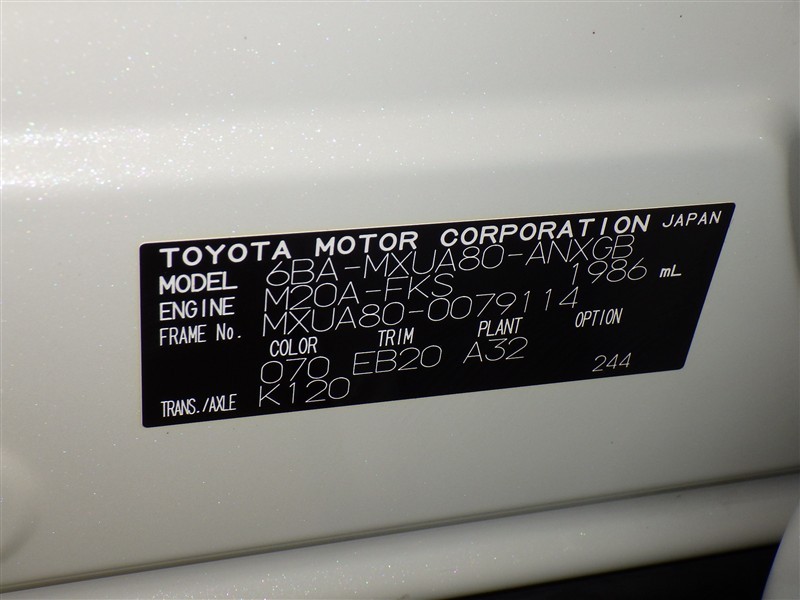 TOYOTA MOTOR CORPORATION JAPAN
MODEL 6BA-MXUA80-ANXGB
ENGINE M20A-FKS 1986 mL
FRAME No. MXUA80-0079114
COLOR TRIM PLANT OPTION
070 EB20 A32
244
TRANS./AXLE K120